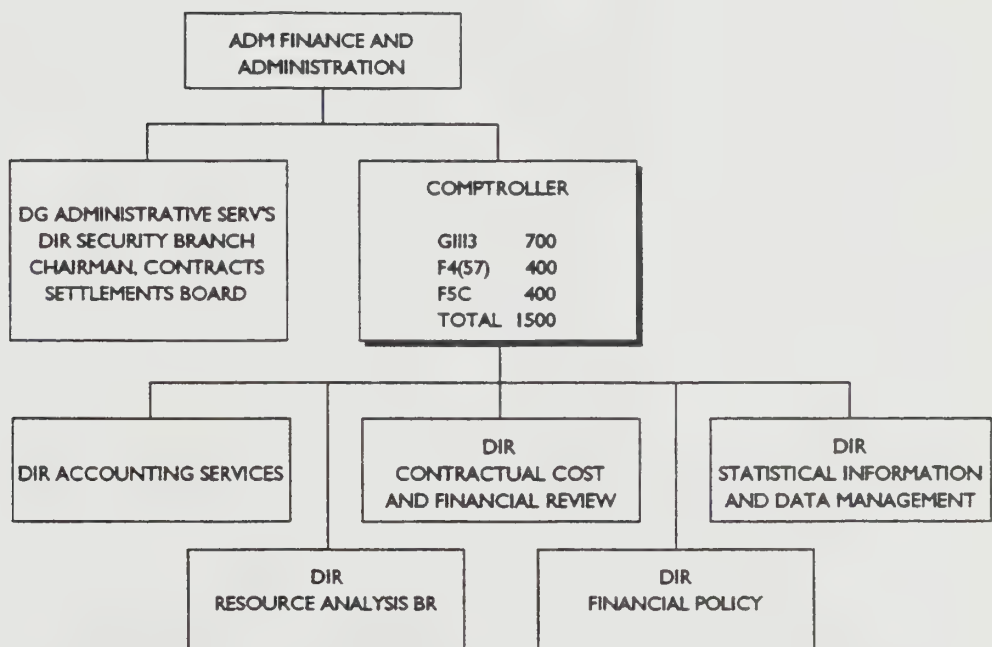 ADM FINANCE AND
ADMINISTRATION
DG ADMINISTRATIVE SERV'S
DIR SECURITY BRANCH
CHAIRMAN, CONTRACTS
SETTLEMENTS BOARD
COMPTROLLER
GIII3 700
F4(57) 400
F5C 400
TOTAL 1500
DIR ACCOUNTING SERVICES
DIR
CONTRACTUAL COST
AND FINANCIAL REVIEW
DIR
STATISTICAL INFORMATION
AND DATA MANAGEMENT
DIR
RESOURCE ANALYSIS BR
DIR
FINANCIAL POLICY